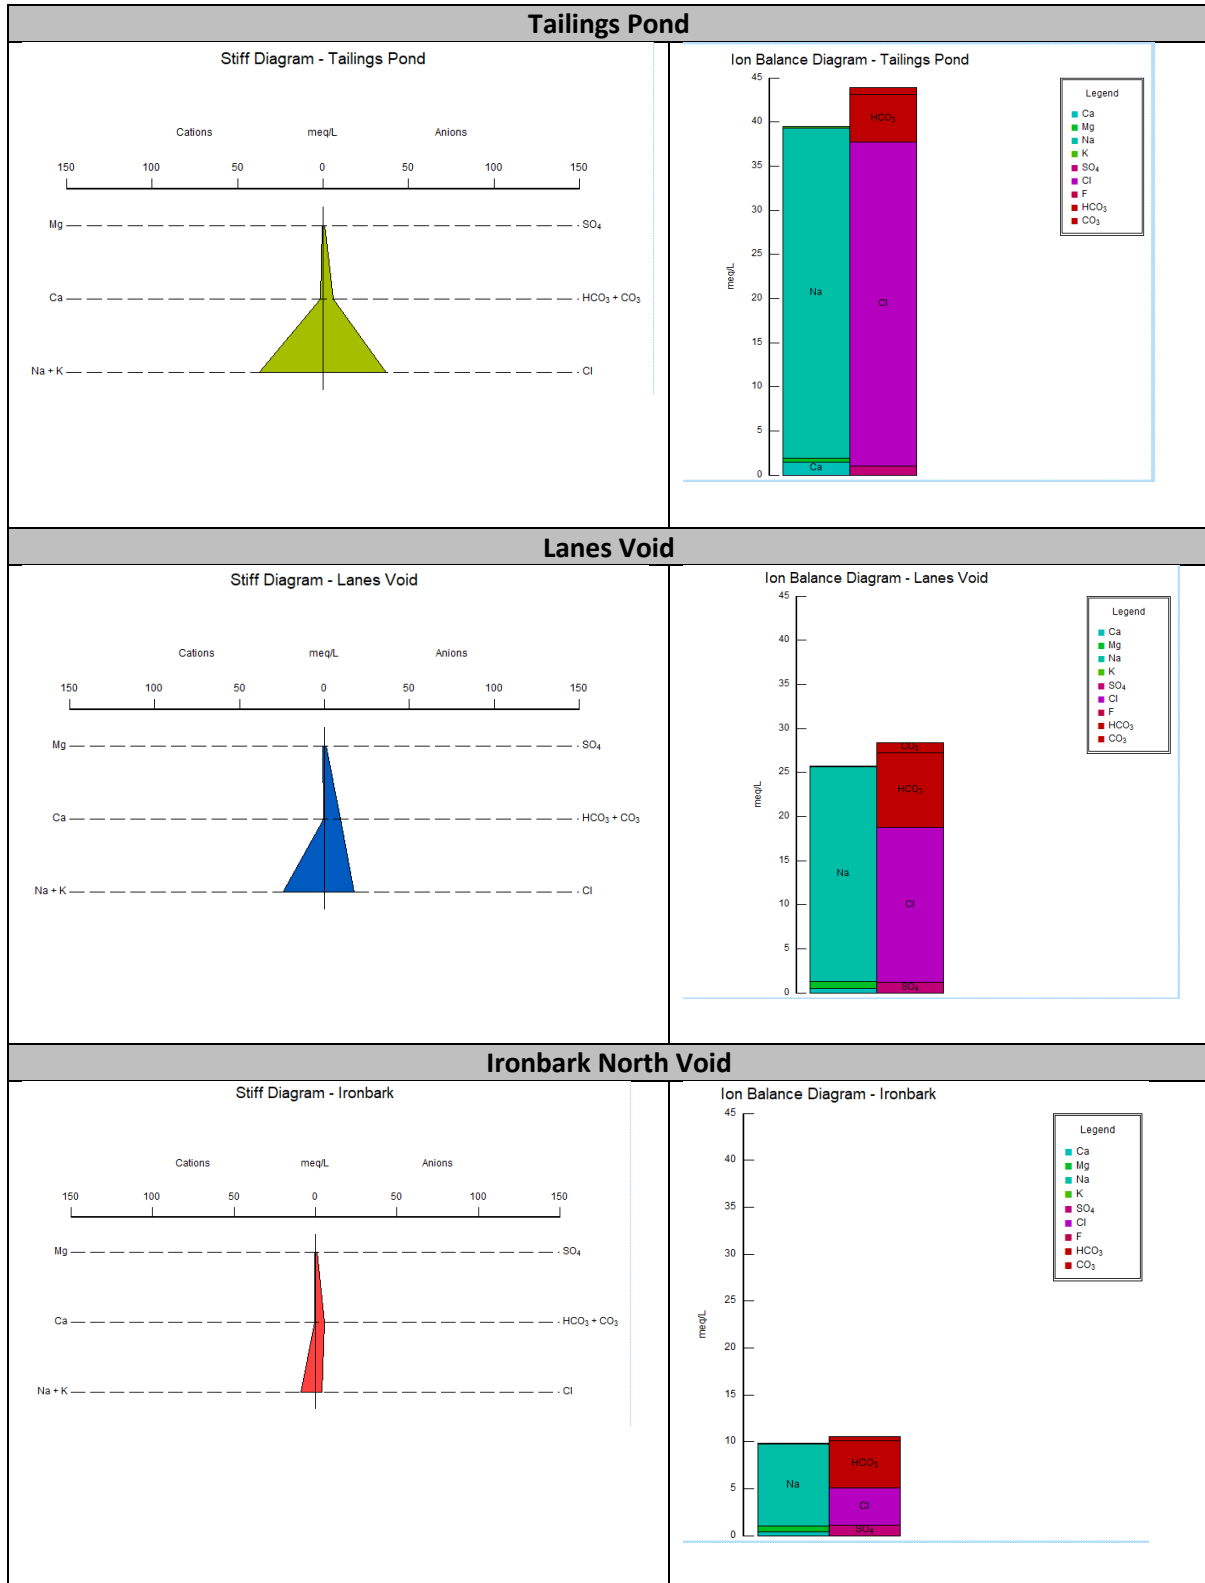 Tailings Pond
Stiff Diagram - Tailings Pond
Cations meq/L Anions
150 100 50 0 50 100 150
Mg SO₄
Ca HCO₃ + CO₃
Na + K Cl
Ion Balance Diagram - Tailings Pond
45
40
35
30
25
20
15
10
5
0
meq/L
Na
Ca
HCO₃
Cl
Legend
Ca
Mg
Na
K
SO₄
Cl
F
HCO₃
CO₃
Lanes Void
Stiff Diagram - Lanes Void
Cations meq/L Anions
150 100 50 0 50 100 150
Mg SO₄
Ca HCO₃ + CO₃
Na + K Cl
Ion Balance Diagram - Lanes Void
45
40
35
30
25
20
15
10
5
0
meq/L
Na
CO₃
HCO₃
Cl
SO₄
Legend
Ca
Mg
Na
K
SO₄
Cl
F
HCO₃
CO₃
Ironbark North Void
Stiff Diagram - Ironbark
Cations meq/L Anions
150 100 50 0 50 100 150
Mg SO₄
Ca HCO₃ + CO₃
Na + K Cl
Ion Balance Diagram - Ironbark
45
40
35
30
25
20
15
10
5
0
meq/L
Na
HCO₃
Cl
SO₄
Legend
Ca
Mg
Na
K
SO₄
Cl
F
HCO₃
CO₃